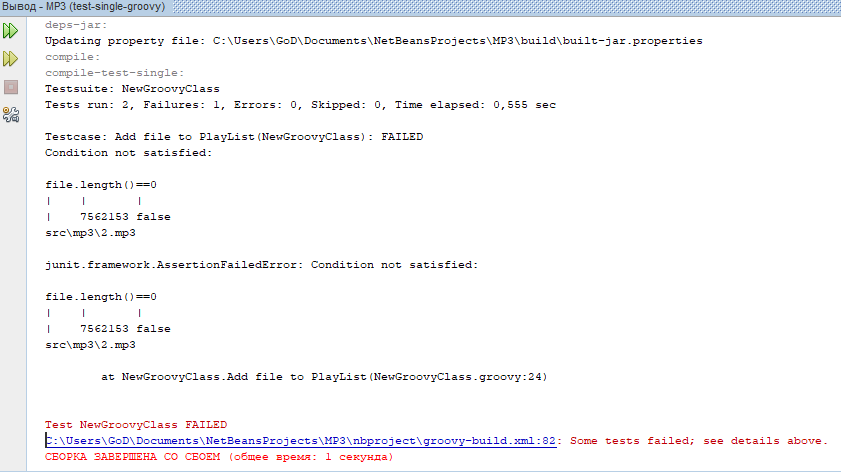 Вывод - MP3 (test-single-groovy)
deps-jar:
Updating property file: C:\Users\GoD\Documents\NetBeansProjects\MP3\build\built-jar.properties
compile:
compile-test-single:
Testsuite: NewGroovyClass
Tests run: 2, Failures: 1, Errors: 0, Skipped: 0, Time elapsed: 0,555 sec
Testcase: Add file to PlayList(NewGroovyClass): FAILED
Condition not satisfied:
file.length()==0
|    |       |
|    7562153 false
src\mp3\2.mp3
junit.framework.AssertionFailedError: Condition not satisfied:
file.length()==0
|    |       |
|    7562153 false
src\mp3\2.mp3
at NewGroovyClass.Add file to PlayList(NewGroovyClass.groovy:24)
Test NewGroovyClass FAILED
C:\Users\GoD\Documents\NetBeansProjects\MP3\nbproject\groovy-build.xml:82: Some tests failed; see details above.
СБОРКА ЗАВЕРШЕНА СО СБОЕМ (общее время: 1 секунда)